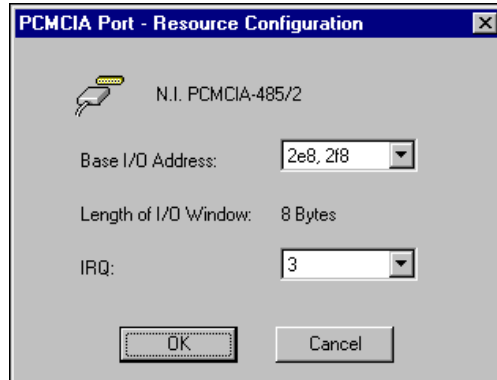 PCMCIA Port - Resource Configuration
N.I. PCMCIA-485/2
Base I/O Address: 2e8, 2f8
Length of I/O Window: 8 Bytes
IRQ: 3
OK Cancel